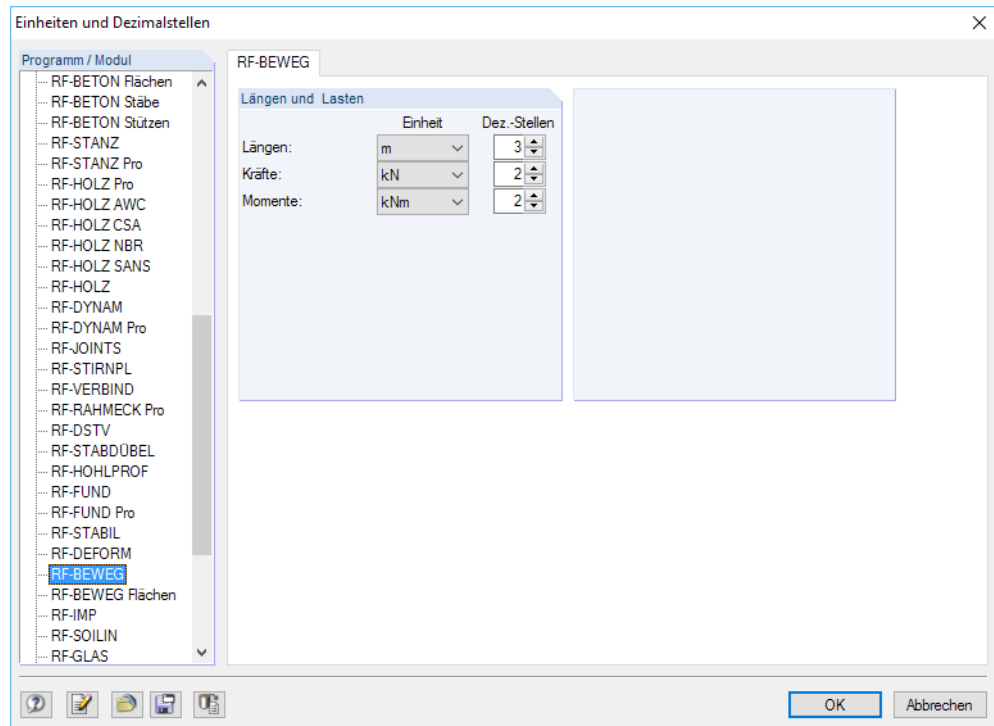 Einheiten und Dezimalstellen
Programm / Modul
RF-BETON Flächen
RF-BETON Stäbe
RF-BETON Stützen
RF-STANZ
RF-STANZ Pro
RF-HOLZ Pro
RF-HOLZ AWC
RF-HOLZ CSA
RF-HOLZ NBR
RF-HOLZ SANS
RF-HOLZ
RF-DYNAM
RF-DYNAM Pro
RF-JOINTS
RF-STIRNPL
RF-VERBIND
RF-RAHMECK Pro
RF-DSTV
RF-STABDÜBEL
RF-HOHLPROF
RF-FUND
RF-FUND Pro
RF-STABIL
RF-DEFORM
RF-BEWEG
RF-BEWEG Flächen
RF-IMP
RF-SOILIN
RF-GLAS
RF-BEWEG
Längen und Lasten
Einheit Dez.-Stellen
Längen: m 3
Kräfte: kN 2
Momente: kNm 2
OK Abbrechen